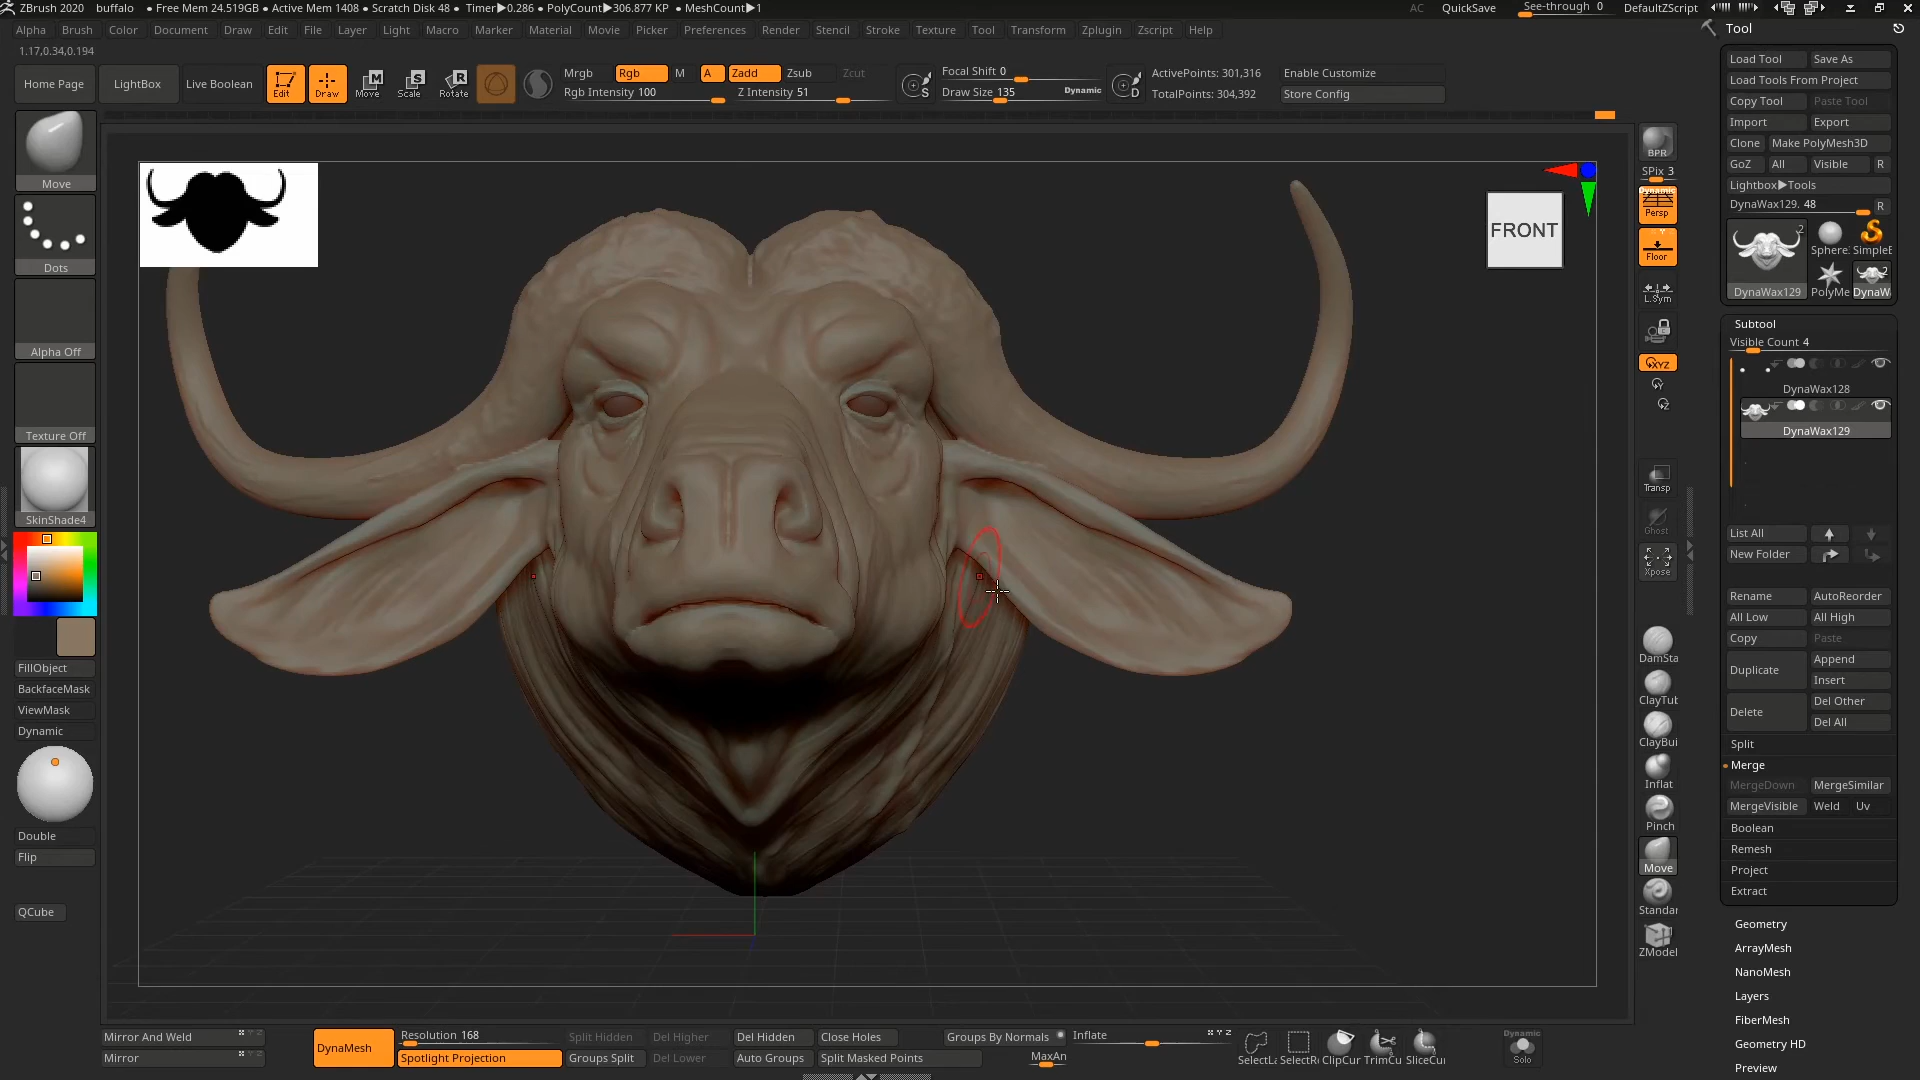 ZBrush 2020 buffalo • Free Mem 24.519GB • Active Mem 1408 • Scratch Disk 48 • Timer▶0.286 • PolyCount▶306.877 KP • MeshCount▶1 AC QuickSave See-through 0 DefaultZScript
Alpha Brush Color Document Draw Edit File Layer Light Macro Marker Material Movie Picker Preferences Render Stencil Stroke Texture Tool Transform Zplugin Zscript Help
1.17,0.34,0.194
Home Page LightBox Live Boolean Edit Draw Move Scale Rotate
Mrgb Rgb M A Zadd Zsub Zcut
Rgb Intensity 100 Z Intensity 51
Focal Shift 0
Draw Size 135 Dynamic
ActivePoints: 301,316
TotalPoints: 304,392
Enable Customize
Store Config
Move
Dots
Alpha Off
Texture Off
SkinShade4
FillObject
BackfaceMask
ViewMask
Dynamic
Double
Flip
QCube
FRONT
BPR
SPix 3
Dynamic
Persp
Floor
L.Sym
XYZ
Transp
Ghost
Xpose
DamSta
ClayTub
ClayBui
Inflat
Pinch
Move
Standar
ZModel
Tool
Load Tool Save As
Load Tools From Project
Copy Tool Paste Tool
Import Export
Clone Make PolyMesh3D
GoZ All Visible R
Lightbox▶Tools
DynaWax129. 48 R
2 Sphere. SimpleE
2
DynaWax129 PolyMe DynaW
Subtool
Visible Count 4
DynaWax128
DynaWax129
List All
New Folder
Rename AutoReorder
All Low All High
Copy Paste
Duplicate Append
Insert
Delete Del Other
Del All
Split
Merge
MergeDown MergeSimilar
MergeVisible Weld Uv
Boolean
Remesh
Project
Extract
Geometry
ArrayMesh
NanoMesh
Layers
FiberMesh
Geometry HD
Preview
Mirror And Weld
Mirror
DynaMesh
Resolution 168
Spotlight Projection
Split Hidden Del Higher Del Hidden Close Holes
Groups Split Del Lower Auto Groups Split Masked Points
Groups By Normals
MaxAn
Inflate
SelectLa SelectRe ClipCur TrimCu SliceCur
Dynamic
Solo